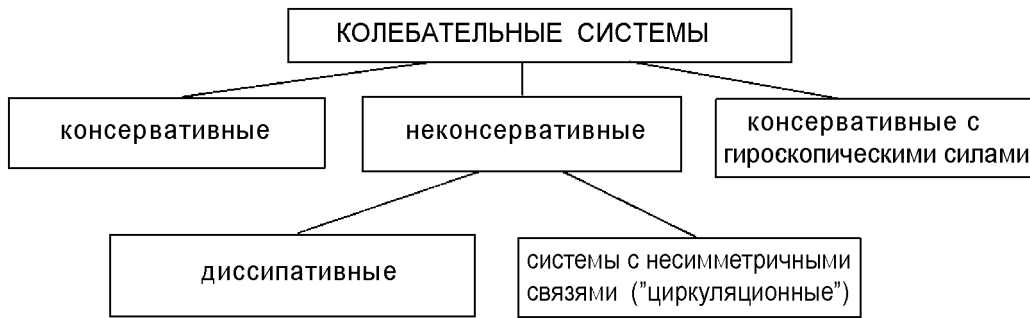 КОЛЕБАТЕЛЬНЫЕ СИСТЕМЫ
консервативные
неконсервативные
консервативные с
гироскопическими силами
диссипативные
системы с несимметричными
связями ("циркуляционные")